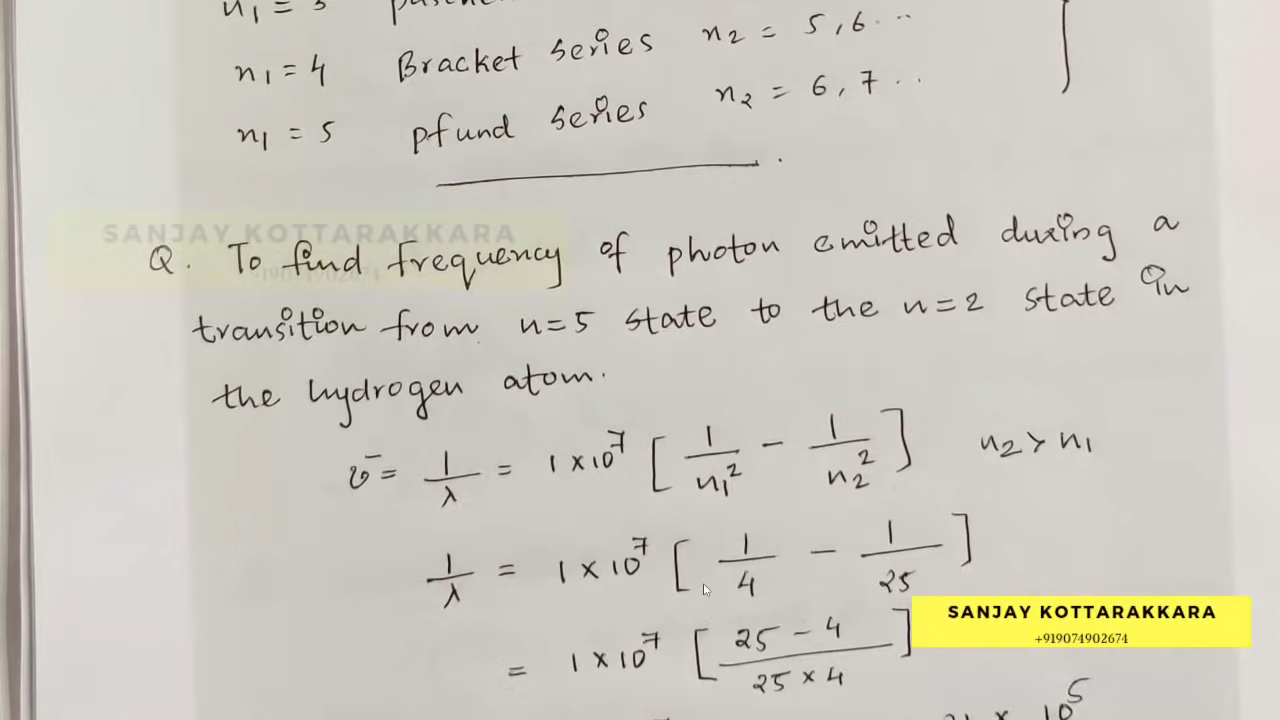 n₁ = 3
n₁ = 4 Bracket series n₂ = 5, 6 ...
n₁ = 5 pfund series n₂ = 6, 7 ..
SANJAY KOTTARAKKARA
Q. To find frequency of photon emitted during a
transition from n=5 state to the n=2 state in
the hydrogen atom.
ῡ = 1/λ = 1 × 10⁷ [ 1/n₁² − 1/n₂² ] n₂ > n₁
1/λ = 1 × 10⁷ [ 1/4 − 1/25 ]
= 1 × 10⁷ [ (25 − 4)/(25 × 4) ]
SANJAY KOTTARAKKARA
+919074902674
× 10⁵